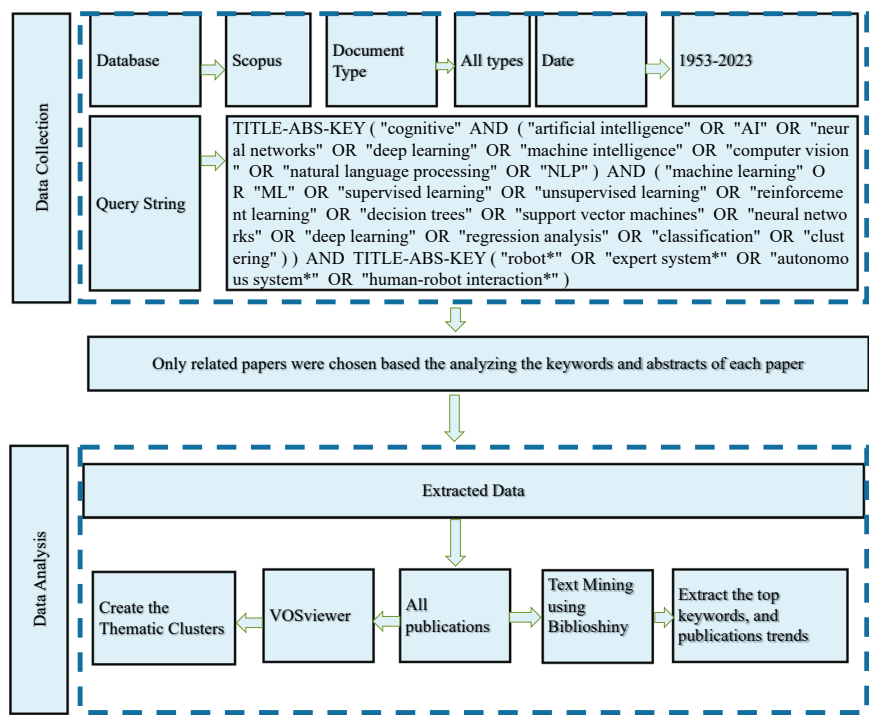 Data Collection
Database
Scopus
Document
Type
All types
Date
1953-2023
Query String
TITLE-ABS-KEY ( "cognitive" AND ( "artificial intelligence" OR "AI" OR "neur
al networks" OR "deep learning" OR "machine intelligence" OR "computer vision
" OR "natural language processing" OR "NLP" ) AND ( "machine learning" O
R "ML" OR "supervised learning" OR "unsupervised learning" OR "reinforceme
nt learning" OR "decision trees" OR "support vector machines" OR "neural netwo
rks" OR "deep learning" OR "regression analysis" OR "classification" OR "clust
ering" ) ) AND TITLE-ABS-KEY ( "robot*" OR "expert system*" OR "autonomo
us system*" OR "human-robot interaction*" )
Only related papers were chosen based the analyzing the keywords and abstracts of each paper
Data Analysis
Extracted Data
Create the
Thematic Clusters
VOSviewer
All
publications
Text Mining
using
Biblioshiny
Extract the top
keywords, and
publications trends